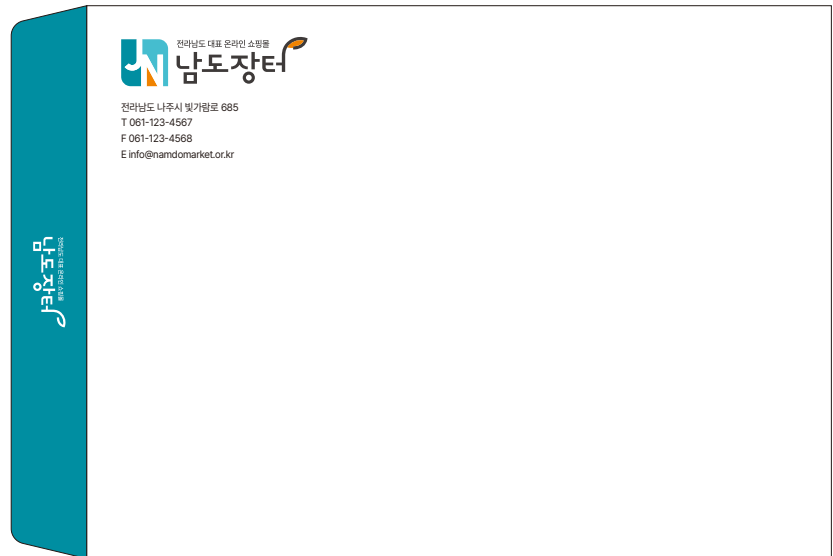 전라남도 대표 온라인 쇼핑몰
JN 남도장터
전라남도 나주시 빛가람로 685
T 061-123-4567
F 061-123-4568
E info@namdomarket.or.kr
전라남도 대표 온라인 쇼핑몰
남도장터